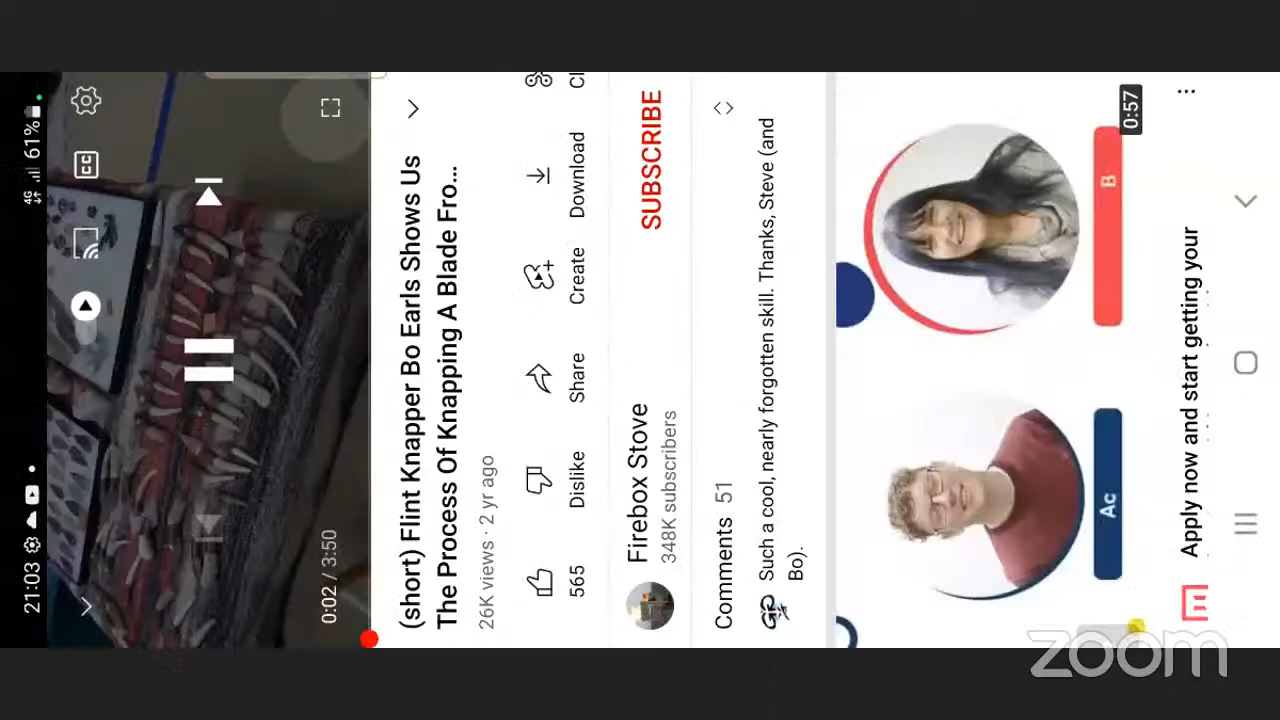 21:03
4G 61%
CC
0:02 / 3:50
(short) Flint Knapper Bo Earls Shows Us
The Process Of Knapping A Blade Fro...
26K views · 2 yr ago
565
Dislike
Share
Create
Download
Firebox Stove
348K subscribers
SUBSCRIBE
Comments 51
Such a cool, nearly forgotten skill. Thanks, Steve (and
Bo).
Ac
B
0:57
Apply now and start getting your
zoom